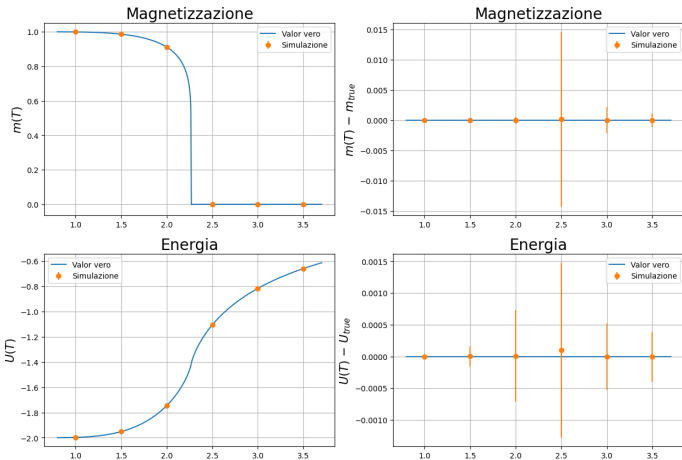 Magnetizzazione
m(T)
1.0
0.8
0.6
0.4
0.2
0.0
Valor vero
Simulazione
1.0 1.5 2.0 2.5 3.0 3.5
Magnetizzazione
m(T) − m_true
0.015
0.010
0.005
0.000
−0.005
−0.010
−0.015
Valor vero
Simulazione
1.0 1.5 2.0 2.5 3.0 3.5
Energia
U(T)
−0.6
−0.8
−1.0
−1.2
−1.4
−1.6
−1.8
−2.0
Valor vero
Simulazione
1.0 1.5 2.0 2.5 3.0 3.5
Energia
U(T) − U_true
0.0015
0.0010
0.0005
0.0000
−0.0005
−0.0010
Valor vero
Simulazione
1.0 1.5 2.0 2.5 3.0 3.5